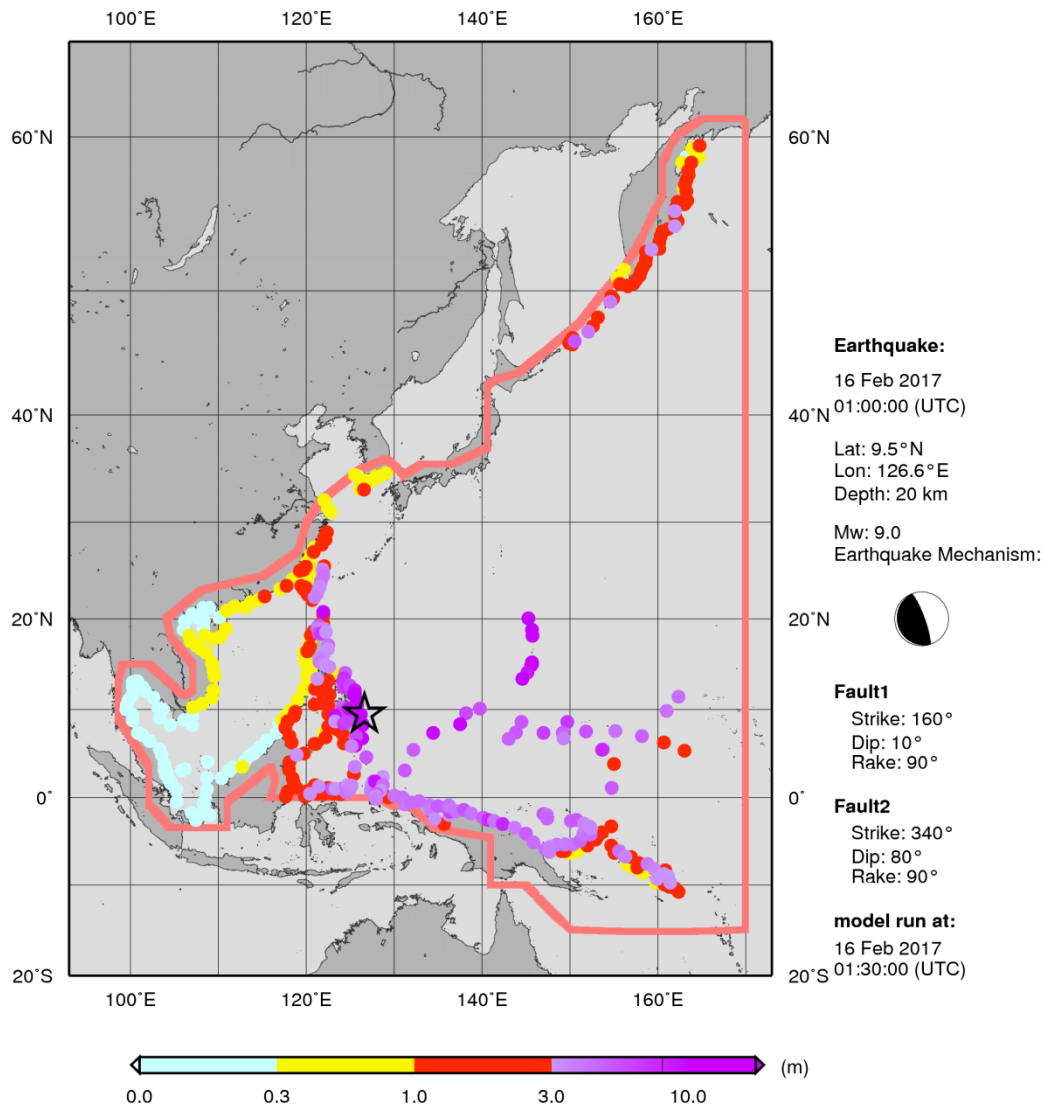 100°E 120°E 140°E 160°E
60°N 60°N
40°N 40°N
20°N 20°N
0° 0°
20°S 20°S
100°E 120°E 140°E 160°E
Earthquake:
16 Feb 2017
01:00:00 (UTC)
Lat: 9.5°N
Lon: 126.6°E
Depth: 20 km
Mw: 9.0
Earthquake Mechanism:
Fault1
Strike: 160°
Dip: 10°
Rake: 90°
Fault2
Strike: 340°
Dip: 80°
Rake: 90°
model run at:
16 Feb 2017
01:30:00 (UTC)
(m)
0.0 0.3 1.0 3.0 10.0